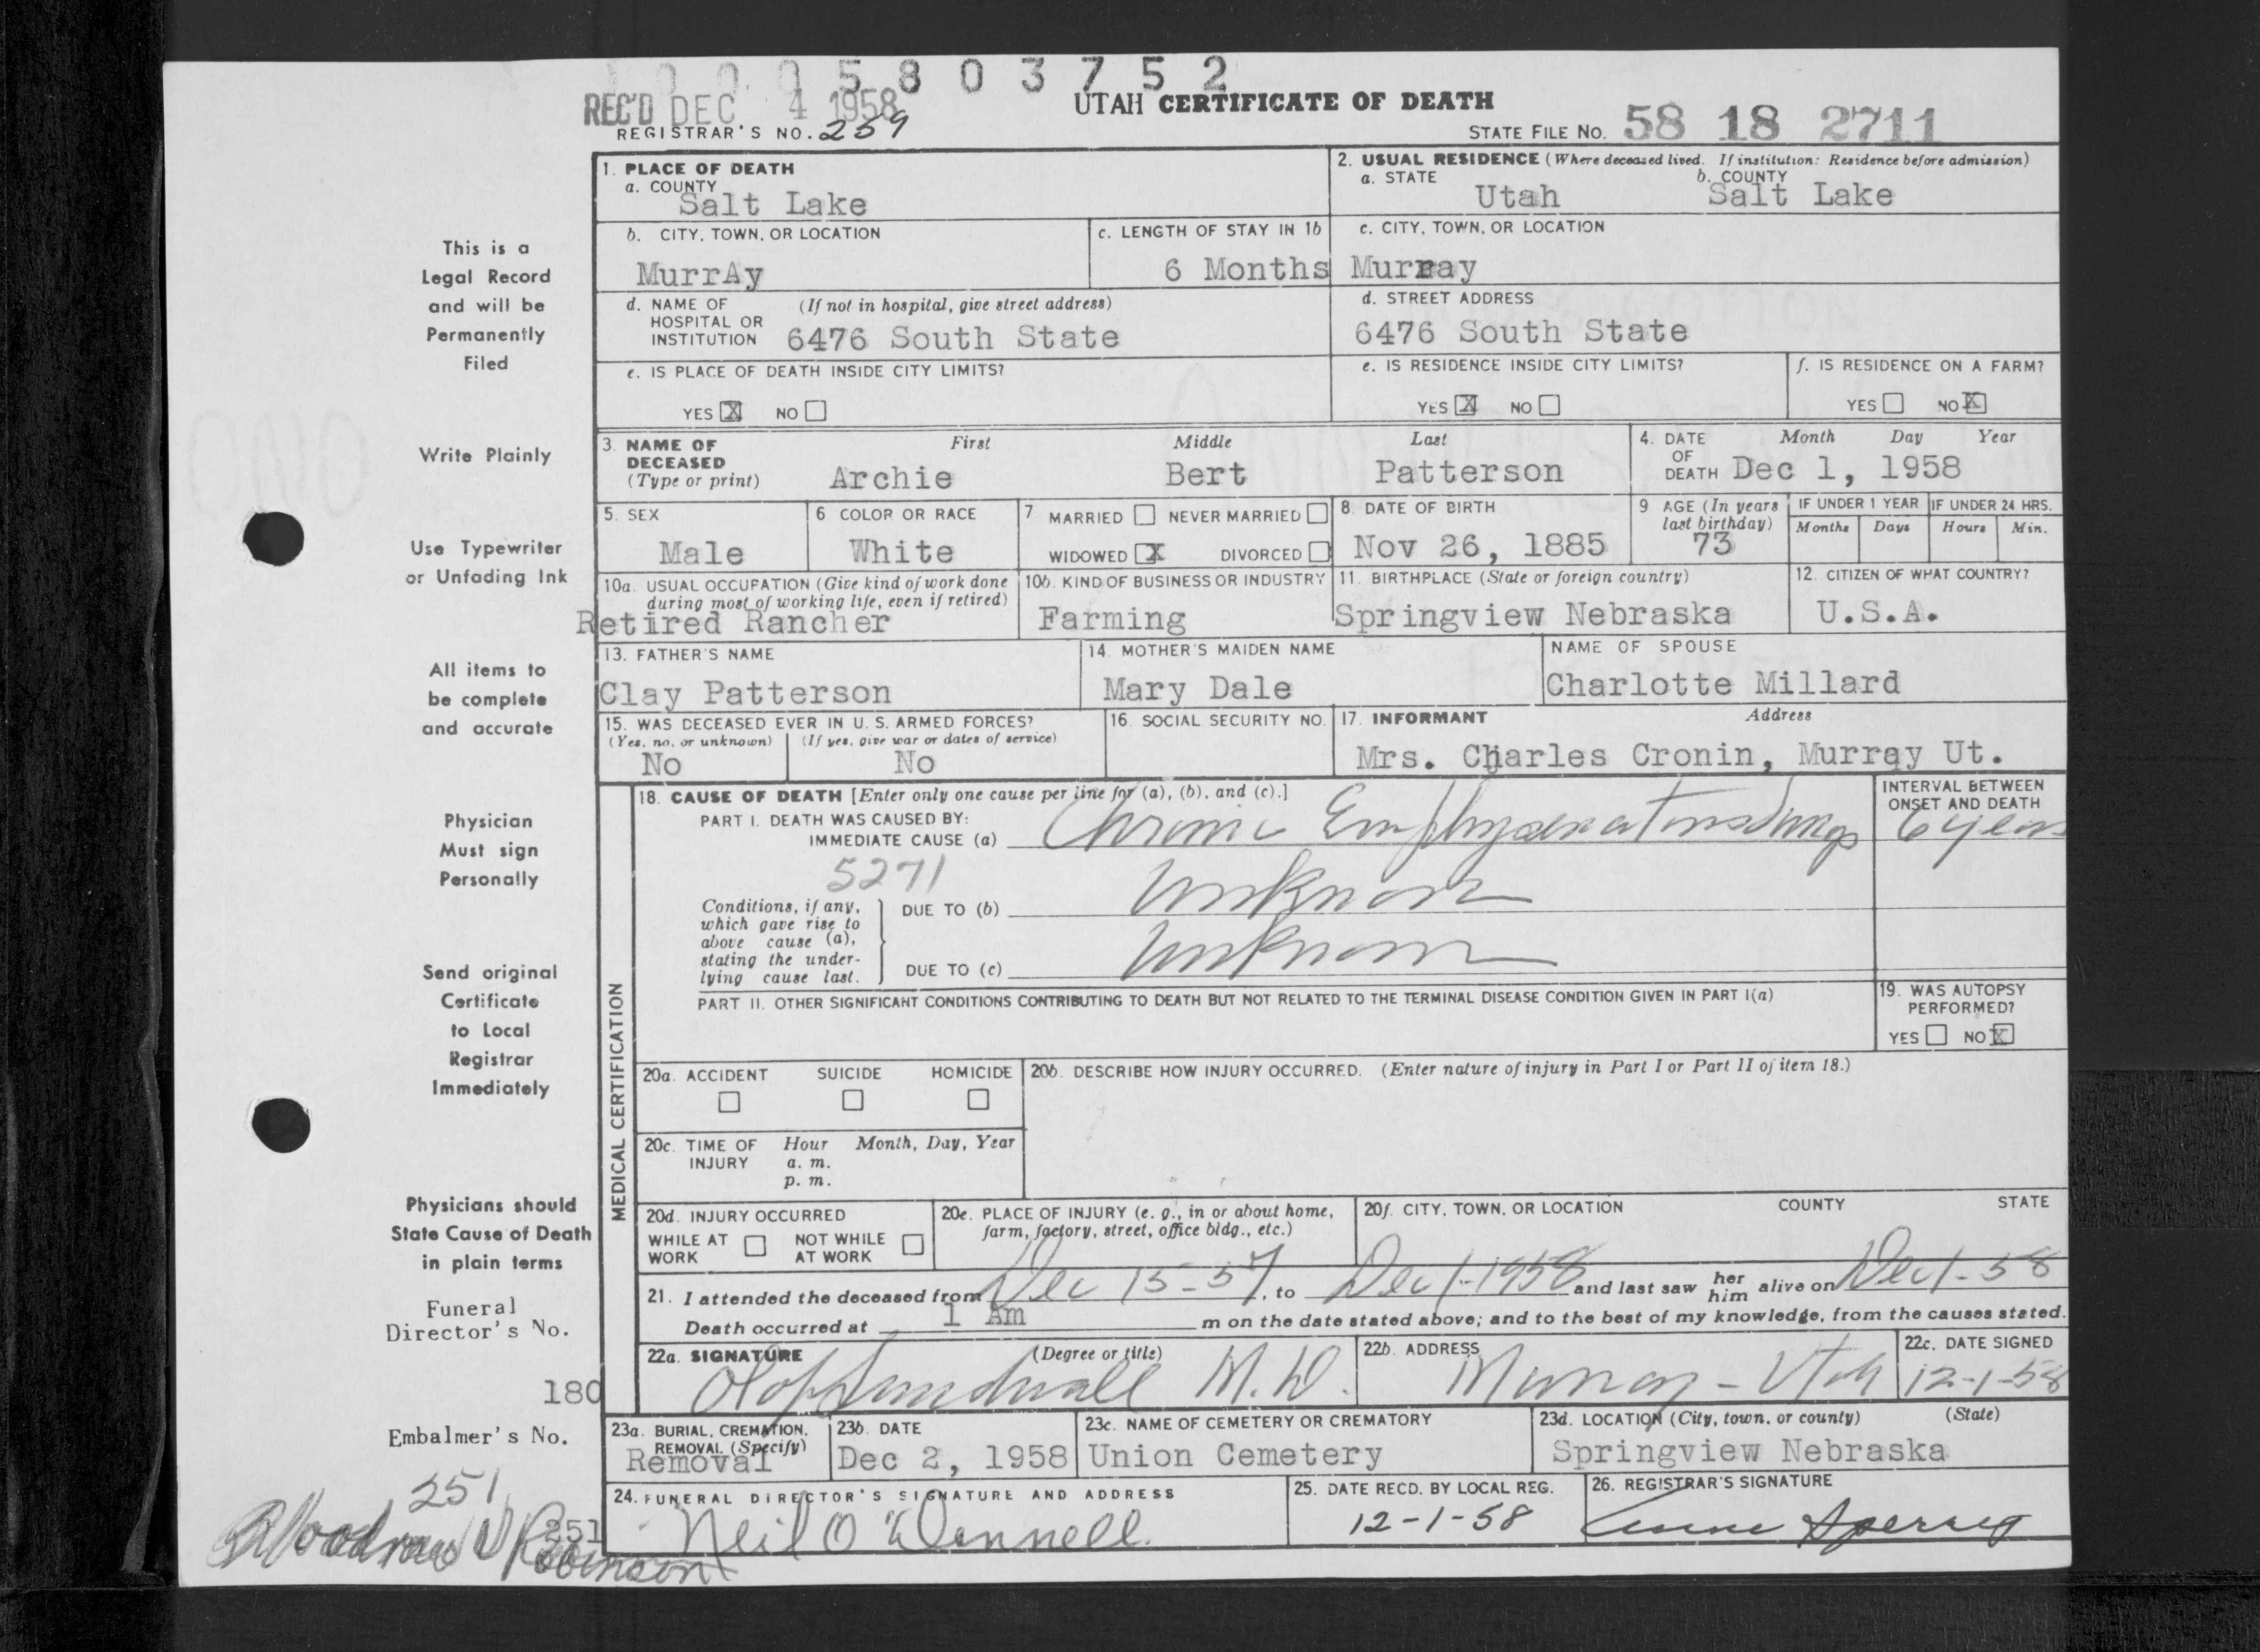 0 0 0 5 8 0 3 7 5 2
REC'D DEC 4 1958
UTAH CERTIFICATE OF DEATH
REGISTRAR'S NO. 259
STATE FILE NO. 58 18 2711
1. PLACE OF DEATH
a. COUNTY
Salt Lake
2. USUAL RESIDENCE (Where deceased lived. If institution: Residence before admission)
a. STATE Utah b. COUNTY Salt Lake
b. CITY, TOWN, OR LOCATION
MurrAy
c. LENGTH OF STAY IN 1b
6 Months
c. CITY, TOWN, OR LOCATION
Murray
d. NAME OF HOSPITAL OR INSTITUTION (If not in hospital, give street address)
6476 South State
d. STREET ADDRESS
6476 South State
e. IS PLACE OF DEATH INSIDE CITY LIMITS?
YES X NO
e. IS RESIDENCE INSIDE CITY LIMITS?
YES X NO
f. IS RESIDENCE ON A FARM?
YES NO X
3. NAME OF DECEASED (Type or print)
First Middle Last
Archie Bert Patterson
4. DATE OF DEATH
Month Day Year
Dec 1, 1958
5. SEX
Male
6 COLOR OR RACE
White
7 MARRIED NEVER MARRIED
WIDOWED X DIVORCED
8. DATE OF BIRTH
Nov 26, 1885
9 AGE (In years last birthday)
73
IF UNDER 1 YEAR
Months Days
IF UNDER 24 HRS.
Hours Min.
10a. USUAL OCCUPATION (Give kind of work done during most of working life, even if retired)
Retired Rancher
10b. KIND OF BUSINESS OR INDUSTRY
Farming
11. BIRTHPLACE (State or foreign country)
Springview Nebraska
12. CITIZEN OF WHAT COUNTRY?
U.S.A.
13. FATHER'S NAME
Clay Patterson
14. MOTHER'S MAIDEN NAME
Mary Dale
NAME OF SPOUSE
Charlotte Millard
15. WAS DECEASED EVER IN U. S. ARMED FORCES?
(Yes, no, or unknown) (If yes, give war or dates of service)
No No
16. SOCIAL SECURITY NO.
17. INFORMANT Address
Mrs. Charles Cronin, Murray Ut.
MEDICAL CERTIFICATION
18. CAUSE OF DEATH [Enter only one cause per line for (a), (b), and (c).]
PART I. DEATH WAS CAUSED BY:
IMMEDIATE CAUSE (a) Chronic Emphysematous Lungs
INTERVAL BETWEEN ONSET AND DEATH
6 years
5271
Conditions, if any, which gave rise to above cause (a), stating the underlying cause last.
DUE TO (b) Unknown
DUE TO (c) Unknown
PART II. OTHER SIGNIFICANT CONDITIONS CONTRIBUTING TO DEATH BUT NOT RELATED TO THE TERMINAL DISEASE CONDITION GIVEN IN PART I(a)
19. WAS AUTOPSY PERFORMED?
YES NO X
20a. ACCIDENT SUICIDE HOMICIDE
20b. DESCRIBE HOW INJURY OCCURRED. (Enter nature of injury in Part I or Part II of item 18.)
20c. TIME OF INJURY
Hour Month, Day, Year
a. m.
p. m.
20d. INJURY OCCURRED
WHILE AT WORK NOT WHILE AT WORK
20e. PLACE OF INJURY (e. g., in or about home, farm, factory, street, office bldg., etc.)
20f. CITY, TOWN, OR LOCATION COUNTY STATE
21. I attended the deceased from Dec 15-57, to Dec 1-1958 and last saw her him alive on Dec 1-58
Death occurred at 1 Am m on the date stated above; and to the best of my knowledge, from the causes stated.
22a. SIGNATURE (Degree or title)
Olof Sundwall M.D.
22b. ADDRESS
Murray - Utah
22c. DATE SIGNED
12-1-58
23a. BURIAL, CREMATION, REMOVAL (Specify)
Removal
23b. DATE
Dec 2, 1958
23c. NAME OF CEMETERY OR CREMATORY
Union Cemetery
23d. LOCATION (City, town, or county) (State)
Springview Nebraska
24. FUNERAL DIRECTOR'S SIGNATURE AND ADDRESS
Neil O'Donnell
25. DATE RECD. BY LOCAL REG.
12-1-58
26. REGISTRAR'S SIGNATURE
This is a
Legal Record
and will be
Permanently
Filed
Write Plainly
Use Typewriter
or Unfading Ink
All items to
be complete
and accurate
Physician
Must sign
Personally
Send original
Certificate
to Local
Registrar
Immediately
Physicians should
State Cause of Death
in plain terms
Funeral
Director's No.
180
Embalmer's No.
251
251
Woodrow D Robinson